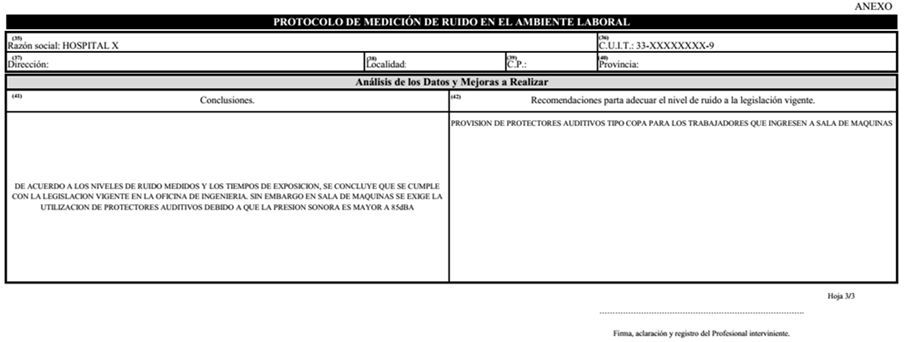 ANEXO
PROTOCOLO DE MEDICIÓN DE RUIDO EN EL AMBIENTE LABORAL
(35)
Razón social: HOSPITAL X
(36)
C.U.I.T.: 33-XXXXXXXX-9
(37)
Dirección:
(38)
Localidad:
(39)
C.P.:
(40)
Provincia:
Análisis de los Datos y Mejoras a Realizar
(41)
Conclusiones.
(42)
Recomendaciones parta adecuar el nivel de ruido a la legislación vigente.
DE ACUERDO A LOS NIVELES DE RUIDO MEDIDOS Y LOS TIEMPOS DE EXPOSICION, SE CONCLUYE QUE SE CUMPLE
CON LA LEGISLACION VIGENTE EN LA OFICINA DE INGENIERIA. SIN EMBARGO EN SALA DE MAQUINAS SE EXIGE LA
UTILIZACION DE PROTECTORES AUDITIVOS DEBIDO A QUE LA PRESION SONORA ES MAYOR A 85dBA
PROVISION DE PROTECTORES AUDITIVOS TIPO COPA PARA LOS TRABAJADORES QUE INGRESEN A SALA DE MAQUINAS
Hoja 3/3
Firma, aclaración y registro del Profesional interviniente.